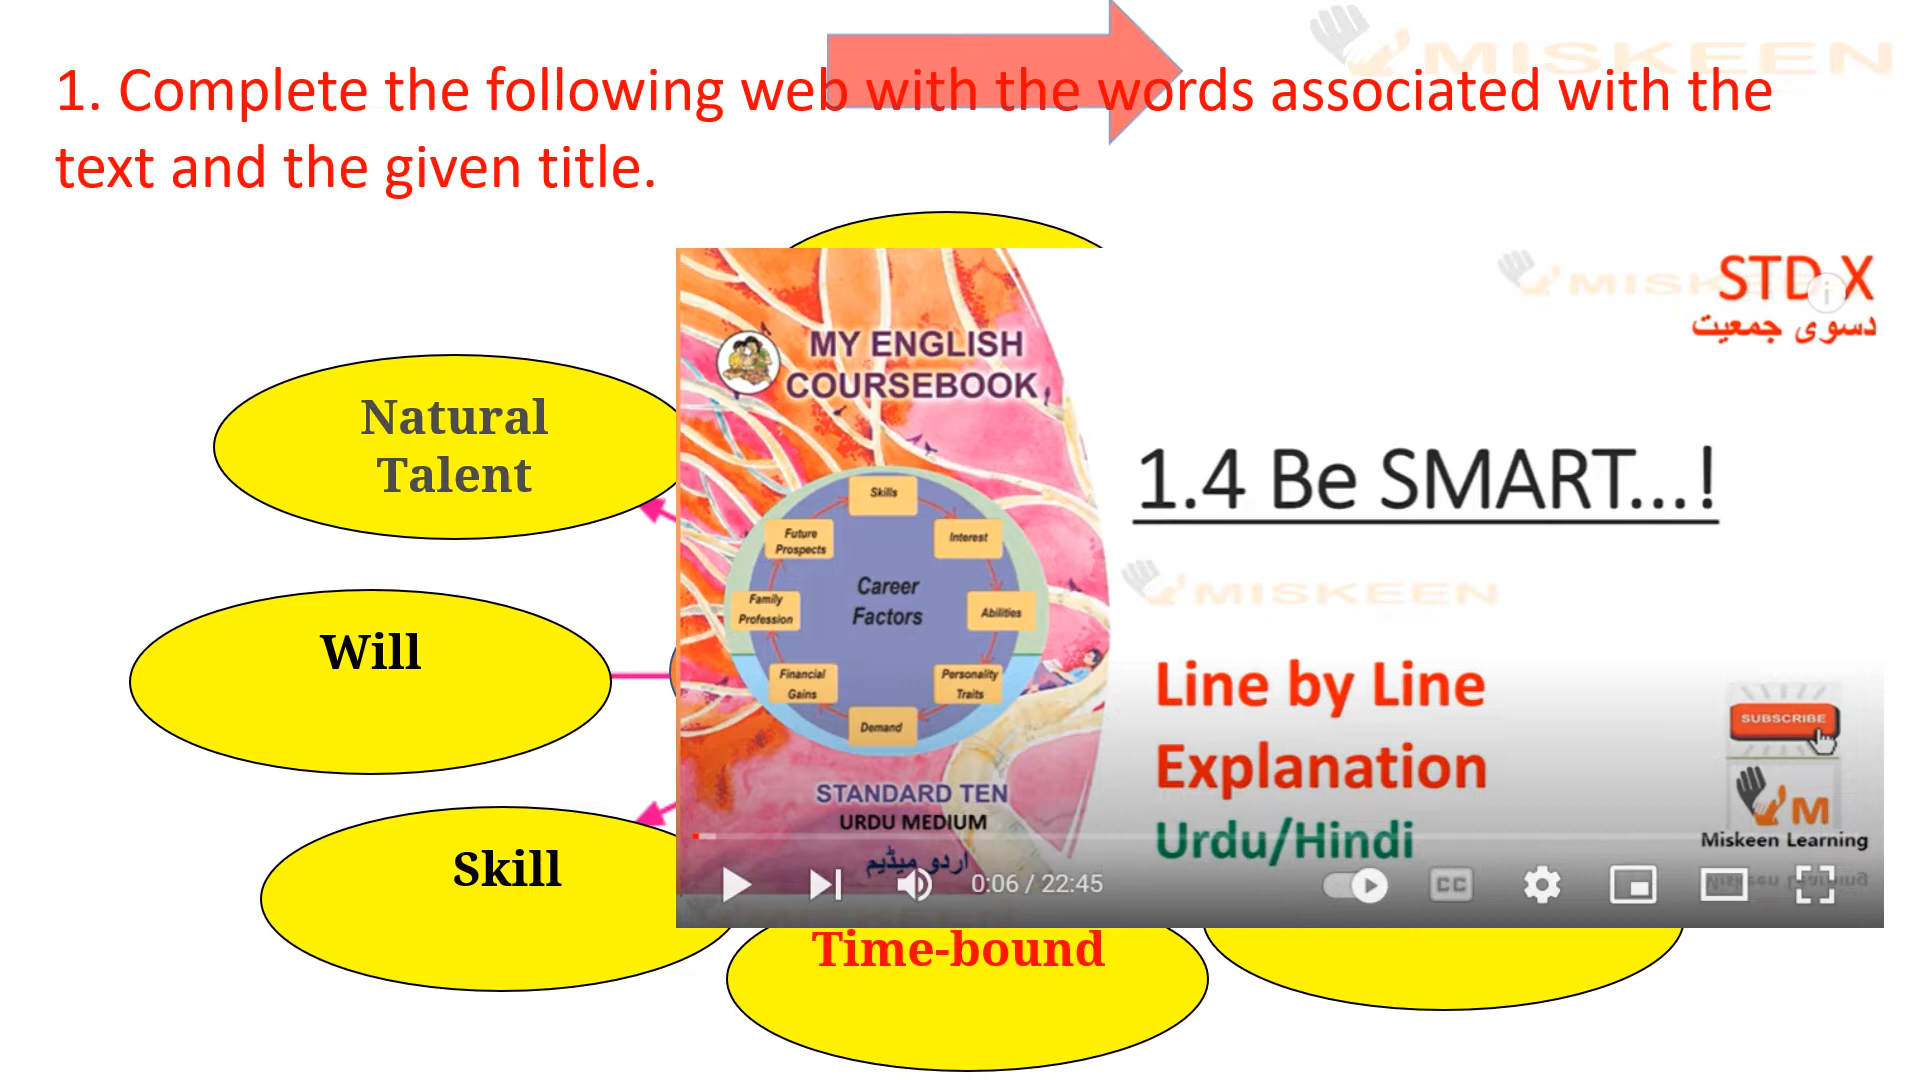 MISKEEN
1. Complete the following web with the words associated with the
text and the given title.
Natural
Talent
Will
Skill
Time-bound
MY ENGLISH
COURSEBOOK
Skills
Interest
Abilities
Personality
Traits
Demand
Financial
Gains
Family
Profession
Future
Prospects
Career
Factors
STANDARD TEN
URDU MEDIUM
اردو میڈیم
MISKEEN
STD X
دسوی جمعیت
1.4 Be SMART...!
MISKEEN
Line by Line
Explanation
Urdu/Hindi
SUBSCRIBE
M
Miskeen Learning
0:06 / 22:45
CC